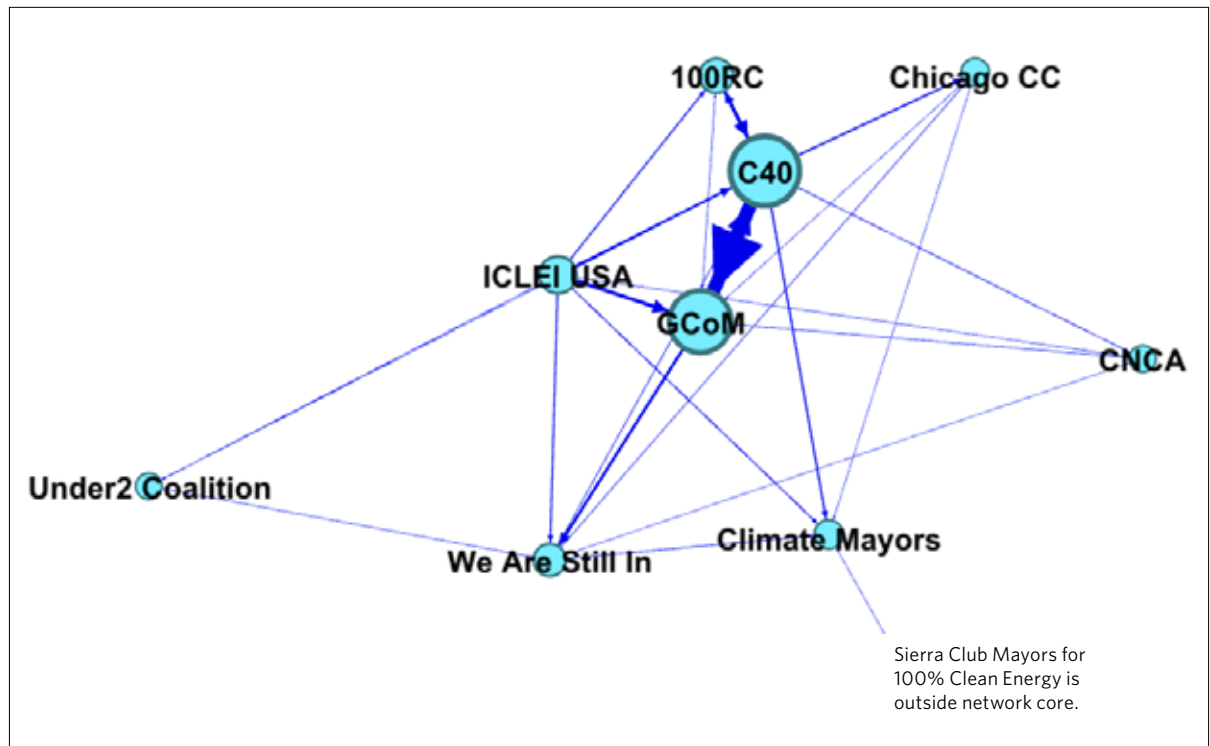 100RC
Chicago CC
C40
ICLEI USA
GCoM
CNCA
Under2 Coalition
We Are Still In
Climate Mayors
Sierra Club Mayors for
100% Clean Energy is
outside network core.